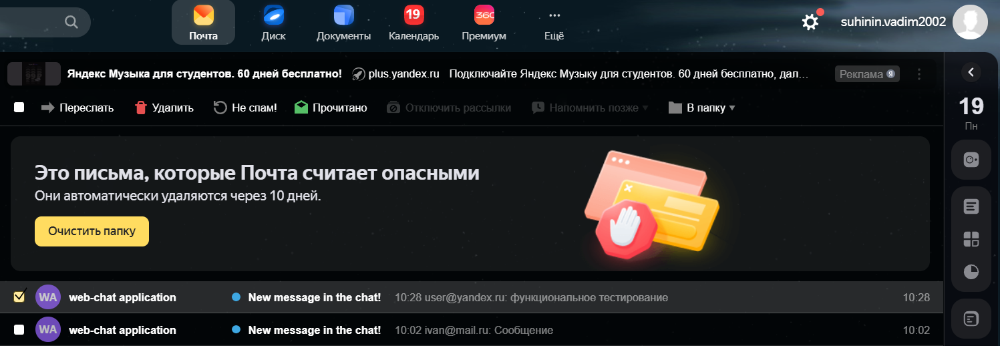 Почта
Диск
Документы
19
Календарь
360
Премиум
Ещё
suhinin.vadim2002
Яндекс Музыка для студентов. 60 дней бесплатно! plus.yandex.ru Подключайте Яндекс Музыку для студентов. 60 дней бесплатно, дал... Реклама Я
Переслать Удалить Не спам! Прочитано Отключить рассылки Напомнить позже В папку
19
Пн
Это письма, которые Почта считает опасными
Они автоматически удаляются через 10 дней.
Очистить папку
WA web-chat application New message in the chat! 10:28 user@yandex.ru: функциональное тестирование 10:28
WA web-chat application New message in the chat! 10:02 ivan@mail.ru: Сообщение 10:02